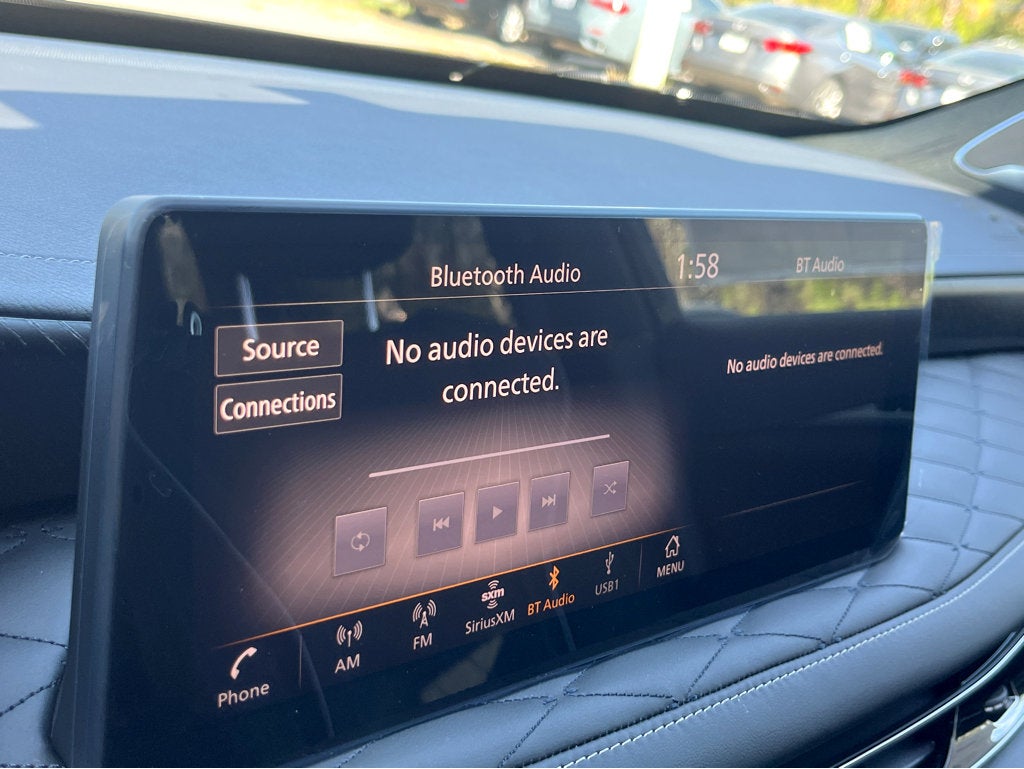 Bluetooth Audio
1:58
BT Audio
Source
Connections
No audio devices are
connected.
No audio devices are connected.
Phone
AM
FM
sxm
SiriusXM
BT Audio
USB1
MENU